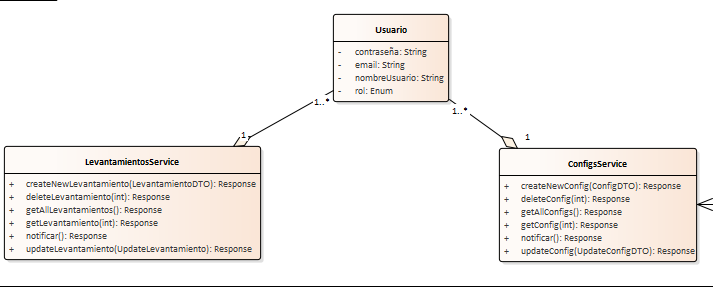 Usuario
- contraseña: String
- email: String
- nombreUsuario: String
- rol: Enum
1..*
1..*
1
1
LevantamientosService
+ createNewLevantamiento(LevantamientoDTO): Response
+ deleteLevantamiento(int): Response
+ getAllLevantamientos(): Response
+ getLevantamiento(int): Response
+ notificar(): Response
+ updateLevantamiento(UpdateLevantamiento): Response
ConfigsService
+ createNewConfig(ConfigDTO): Response
+ deleteConfig(int): Response
+ getAllConfigs(): Response
+ getConfig(int): Response
+ notificar(): Response
+ updateConfig(UpdateConfigDTO): Response